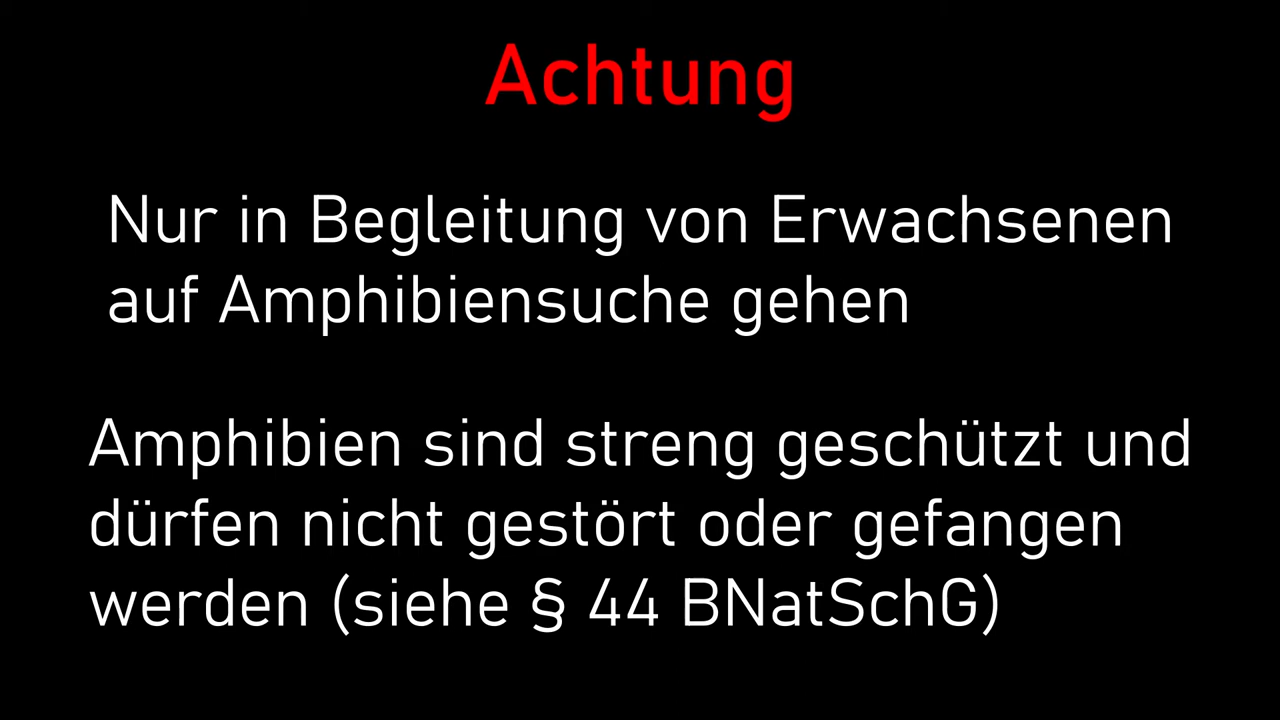 Achtung
Nur in Begleitung von Erwachsenen
auf Amphibiensuche gehen
Amphibien sind streng geschützt und
dürfen nicht gestört oder gefangen
werden (siehe § 44 BNatSchG)